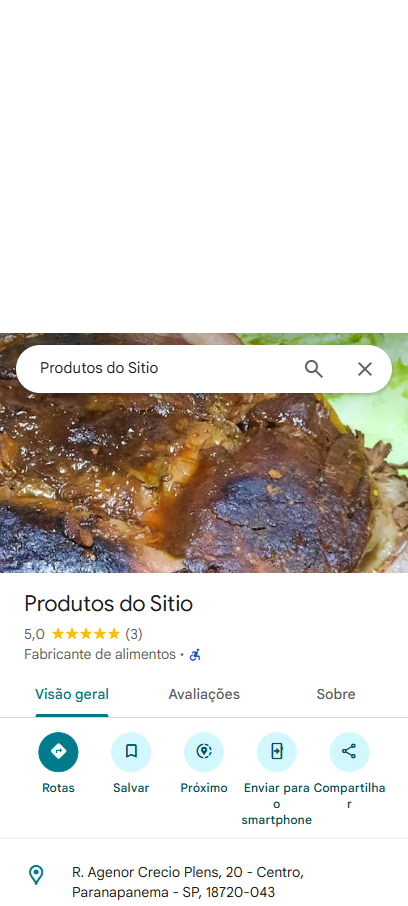 Produtos do Sitio
Produtos do Sitio
5,0 (3)
Fabricante de alimentos ·
Visão geral Avaliações Sobre
Rotas Salvar Próximo Enviar para o smartphone Compartilhar
R. Agenor Crecio Plens, 20 - Centro,
Paranapanema - SP, 18720-043